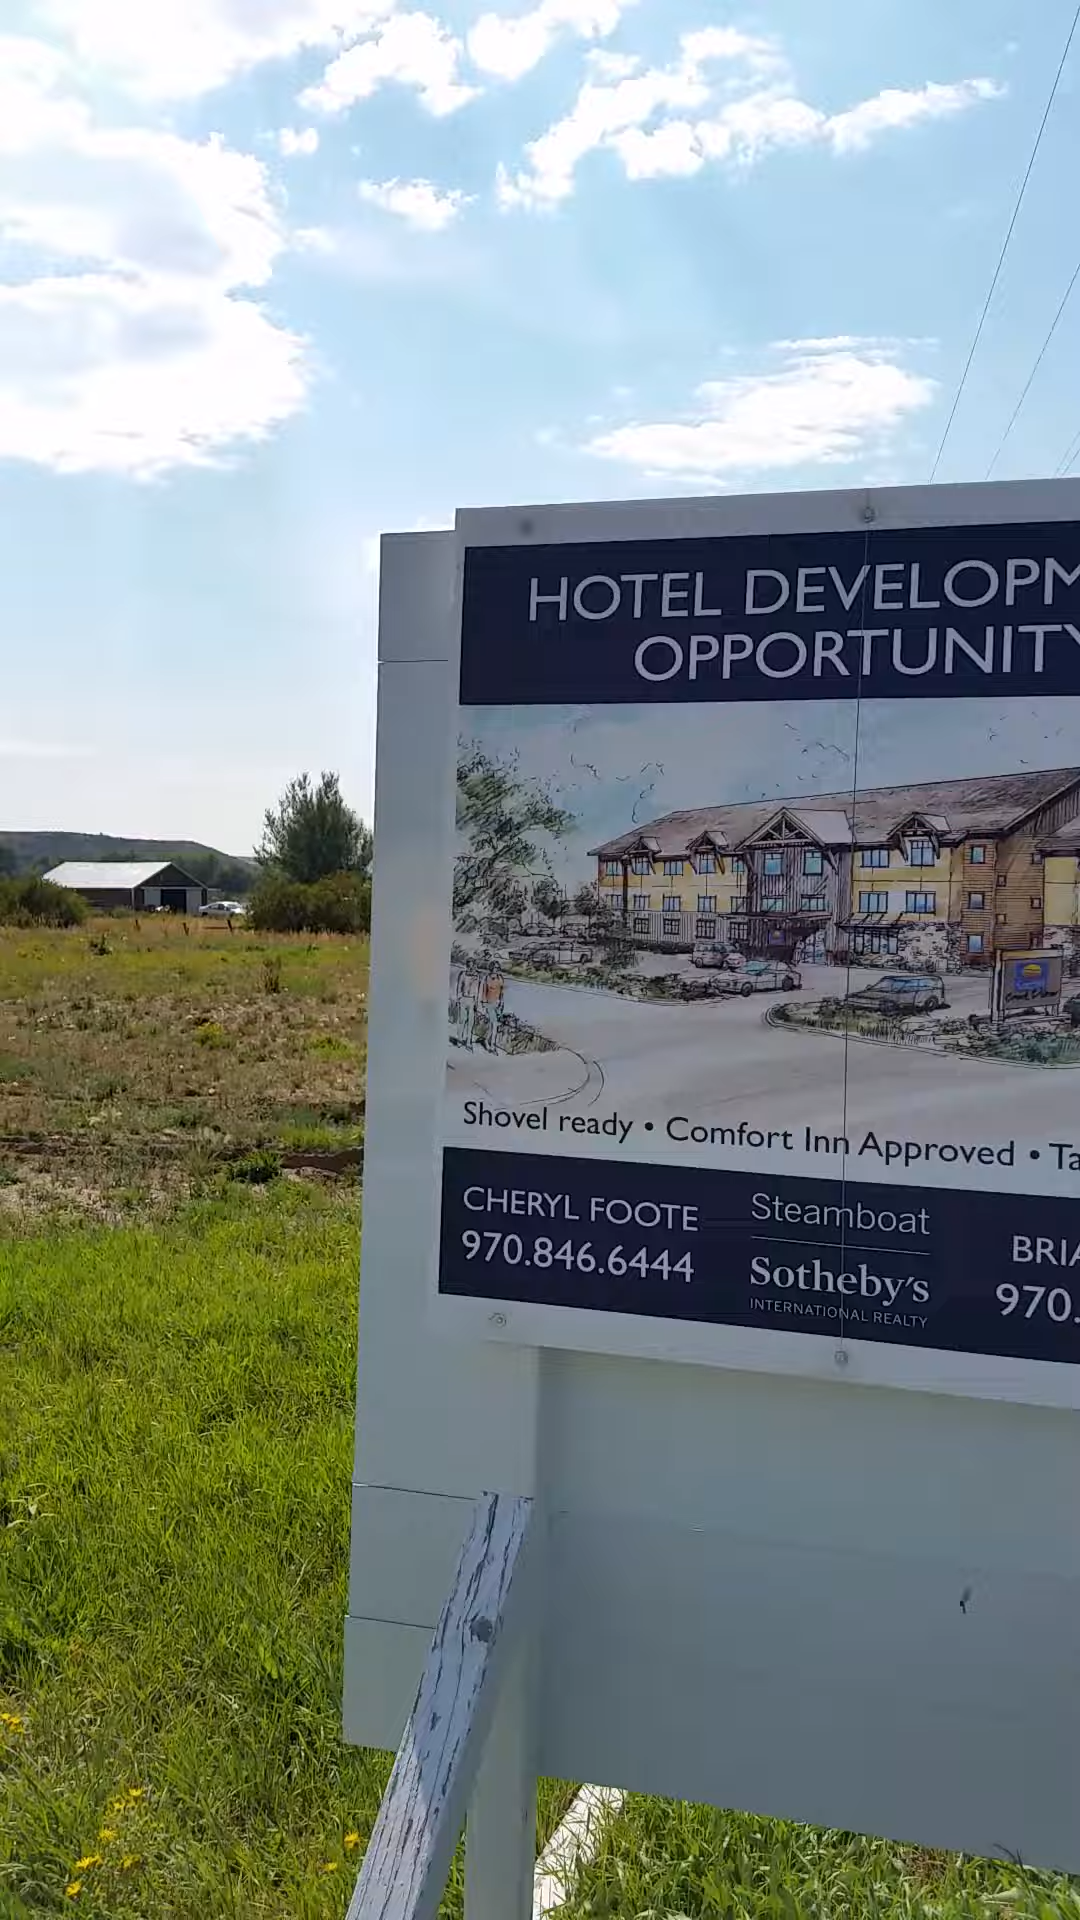 HOTEL DEVELOPM
OPPORTUNITY
Shovel ready • Comfort Inn Approved • Ta
CHERYL FOOTE
970.846.6444
Steamboat
Sotheby's
INTERNATIONAL REALTY
BRIA
970.